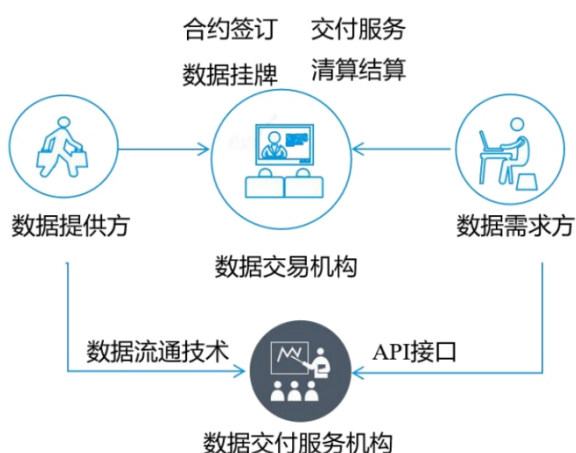 合约签订 交付服务
数据挂牌 清算结算
数据提供方
数据需求方
数据交易机构
数据流通技术
API接口
数据交付服务机构